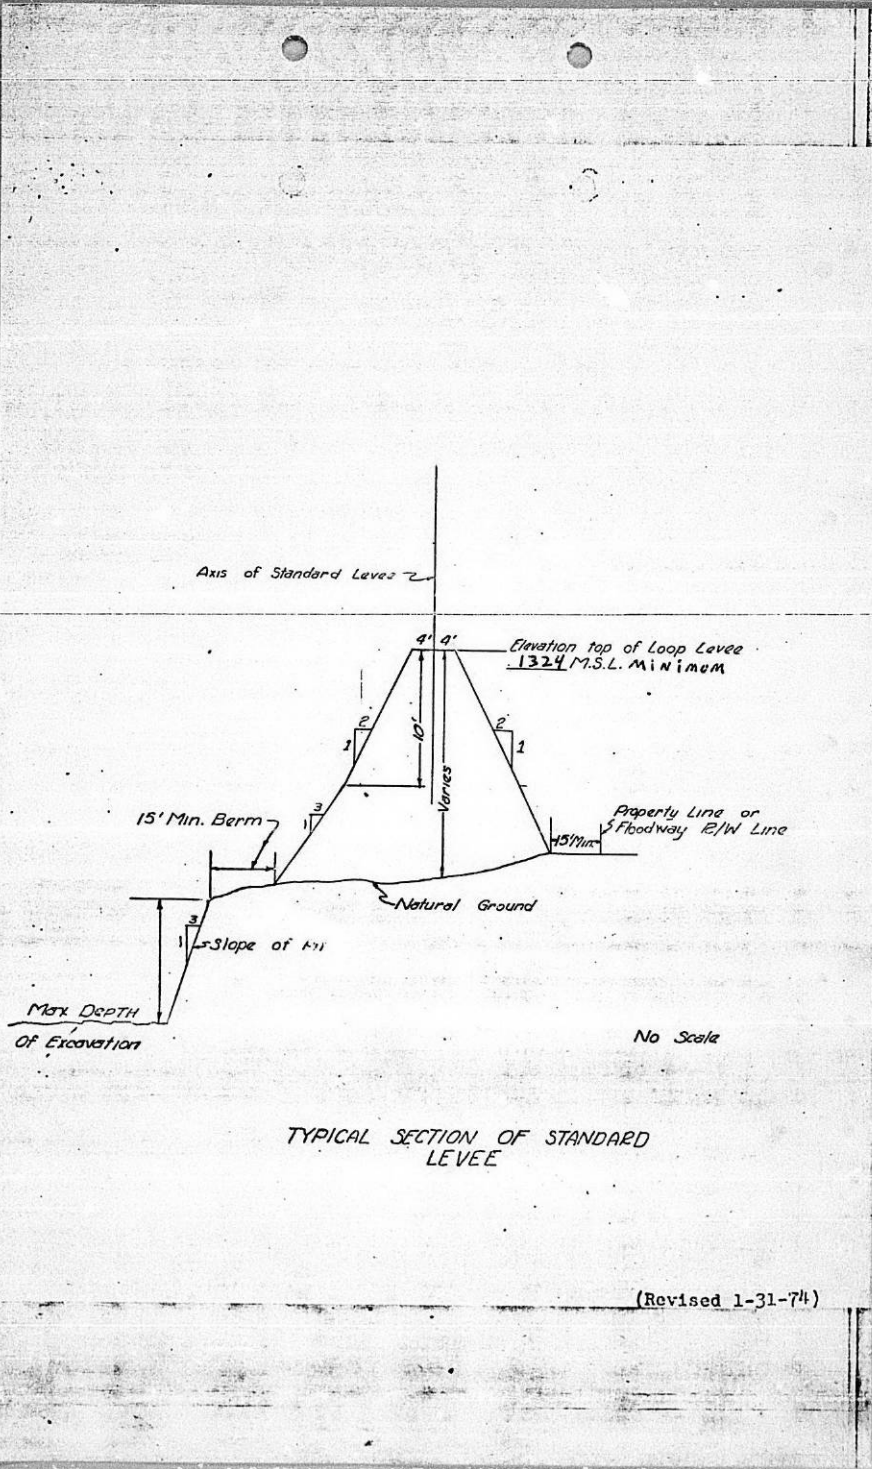 Axis of Standard Levee
4' 4'
Elevation top of Loop Levee
1324 M.S.L. MINIMUM
2
1
10'
2
1
Varies
3
1
15' Min. Berm
15' Min.
Property Line or
Floodway R/W Line
Natural Ground
3
1
Slope of
Max DEPTH
Of Excavation
No Scale
TYPICAL SECTION OF STANDARD
LEVEE
(Revised 1-31-74)